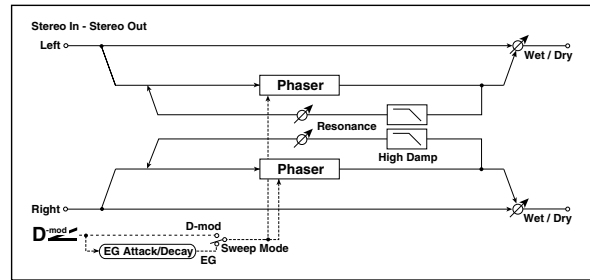 Stereo In - Stereo Out
Left
Wet / Dry
Phaser
Resonance
High Damp
Phaser
Right
Wet / Dry
D-mod
D-mod
EG Attack/Decay
EG
Sweep Mode